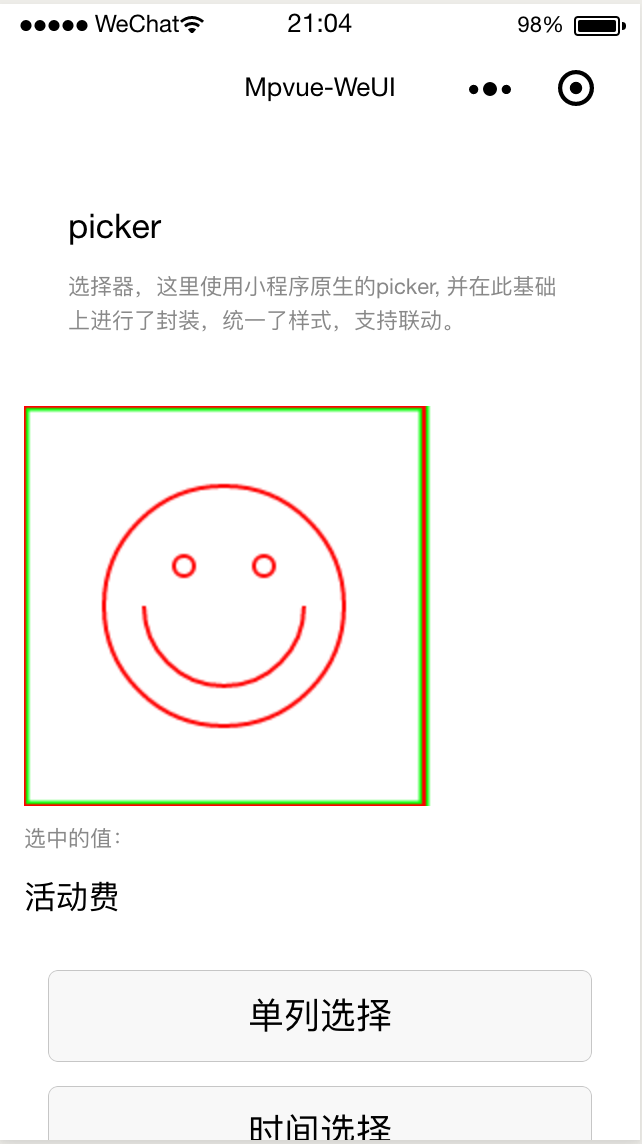 WeChat 21:04 98%
Mpvue-WeUI
picker
选择器，这里使用小程序原生的picker, 并在此基础
上进行了封装，统一了样式，支持联动。
选中的值：
活动费
单列选择
时间选择